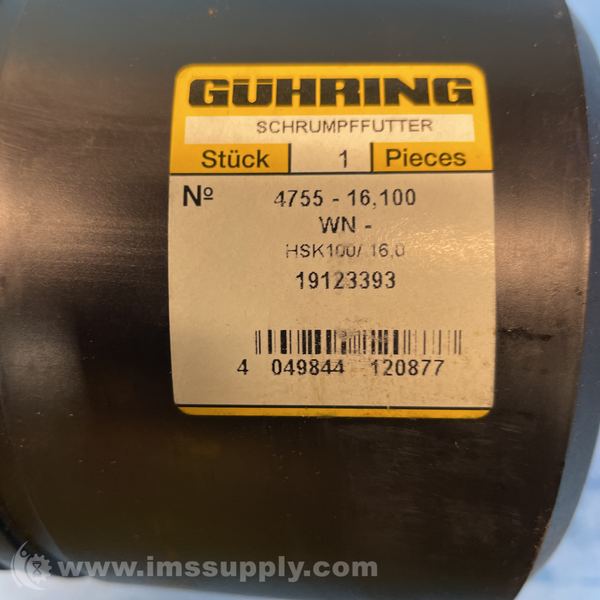 GÜHRING
SCHRUMPFFUTTER
Stück 1 Pieces
Nº 4755 - 16,100
WN -
HSK100/ 16,0
19123393
4 049844 120877
© www.imssupply.com